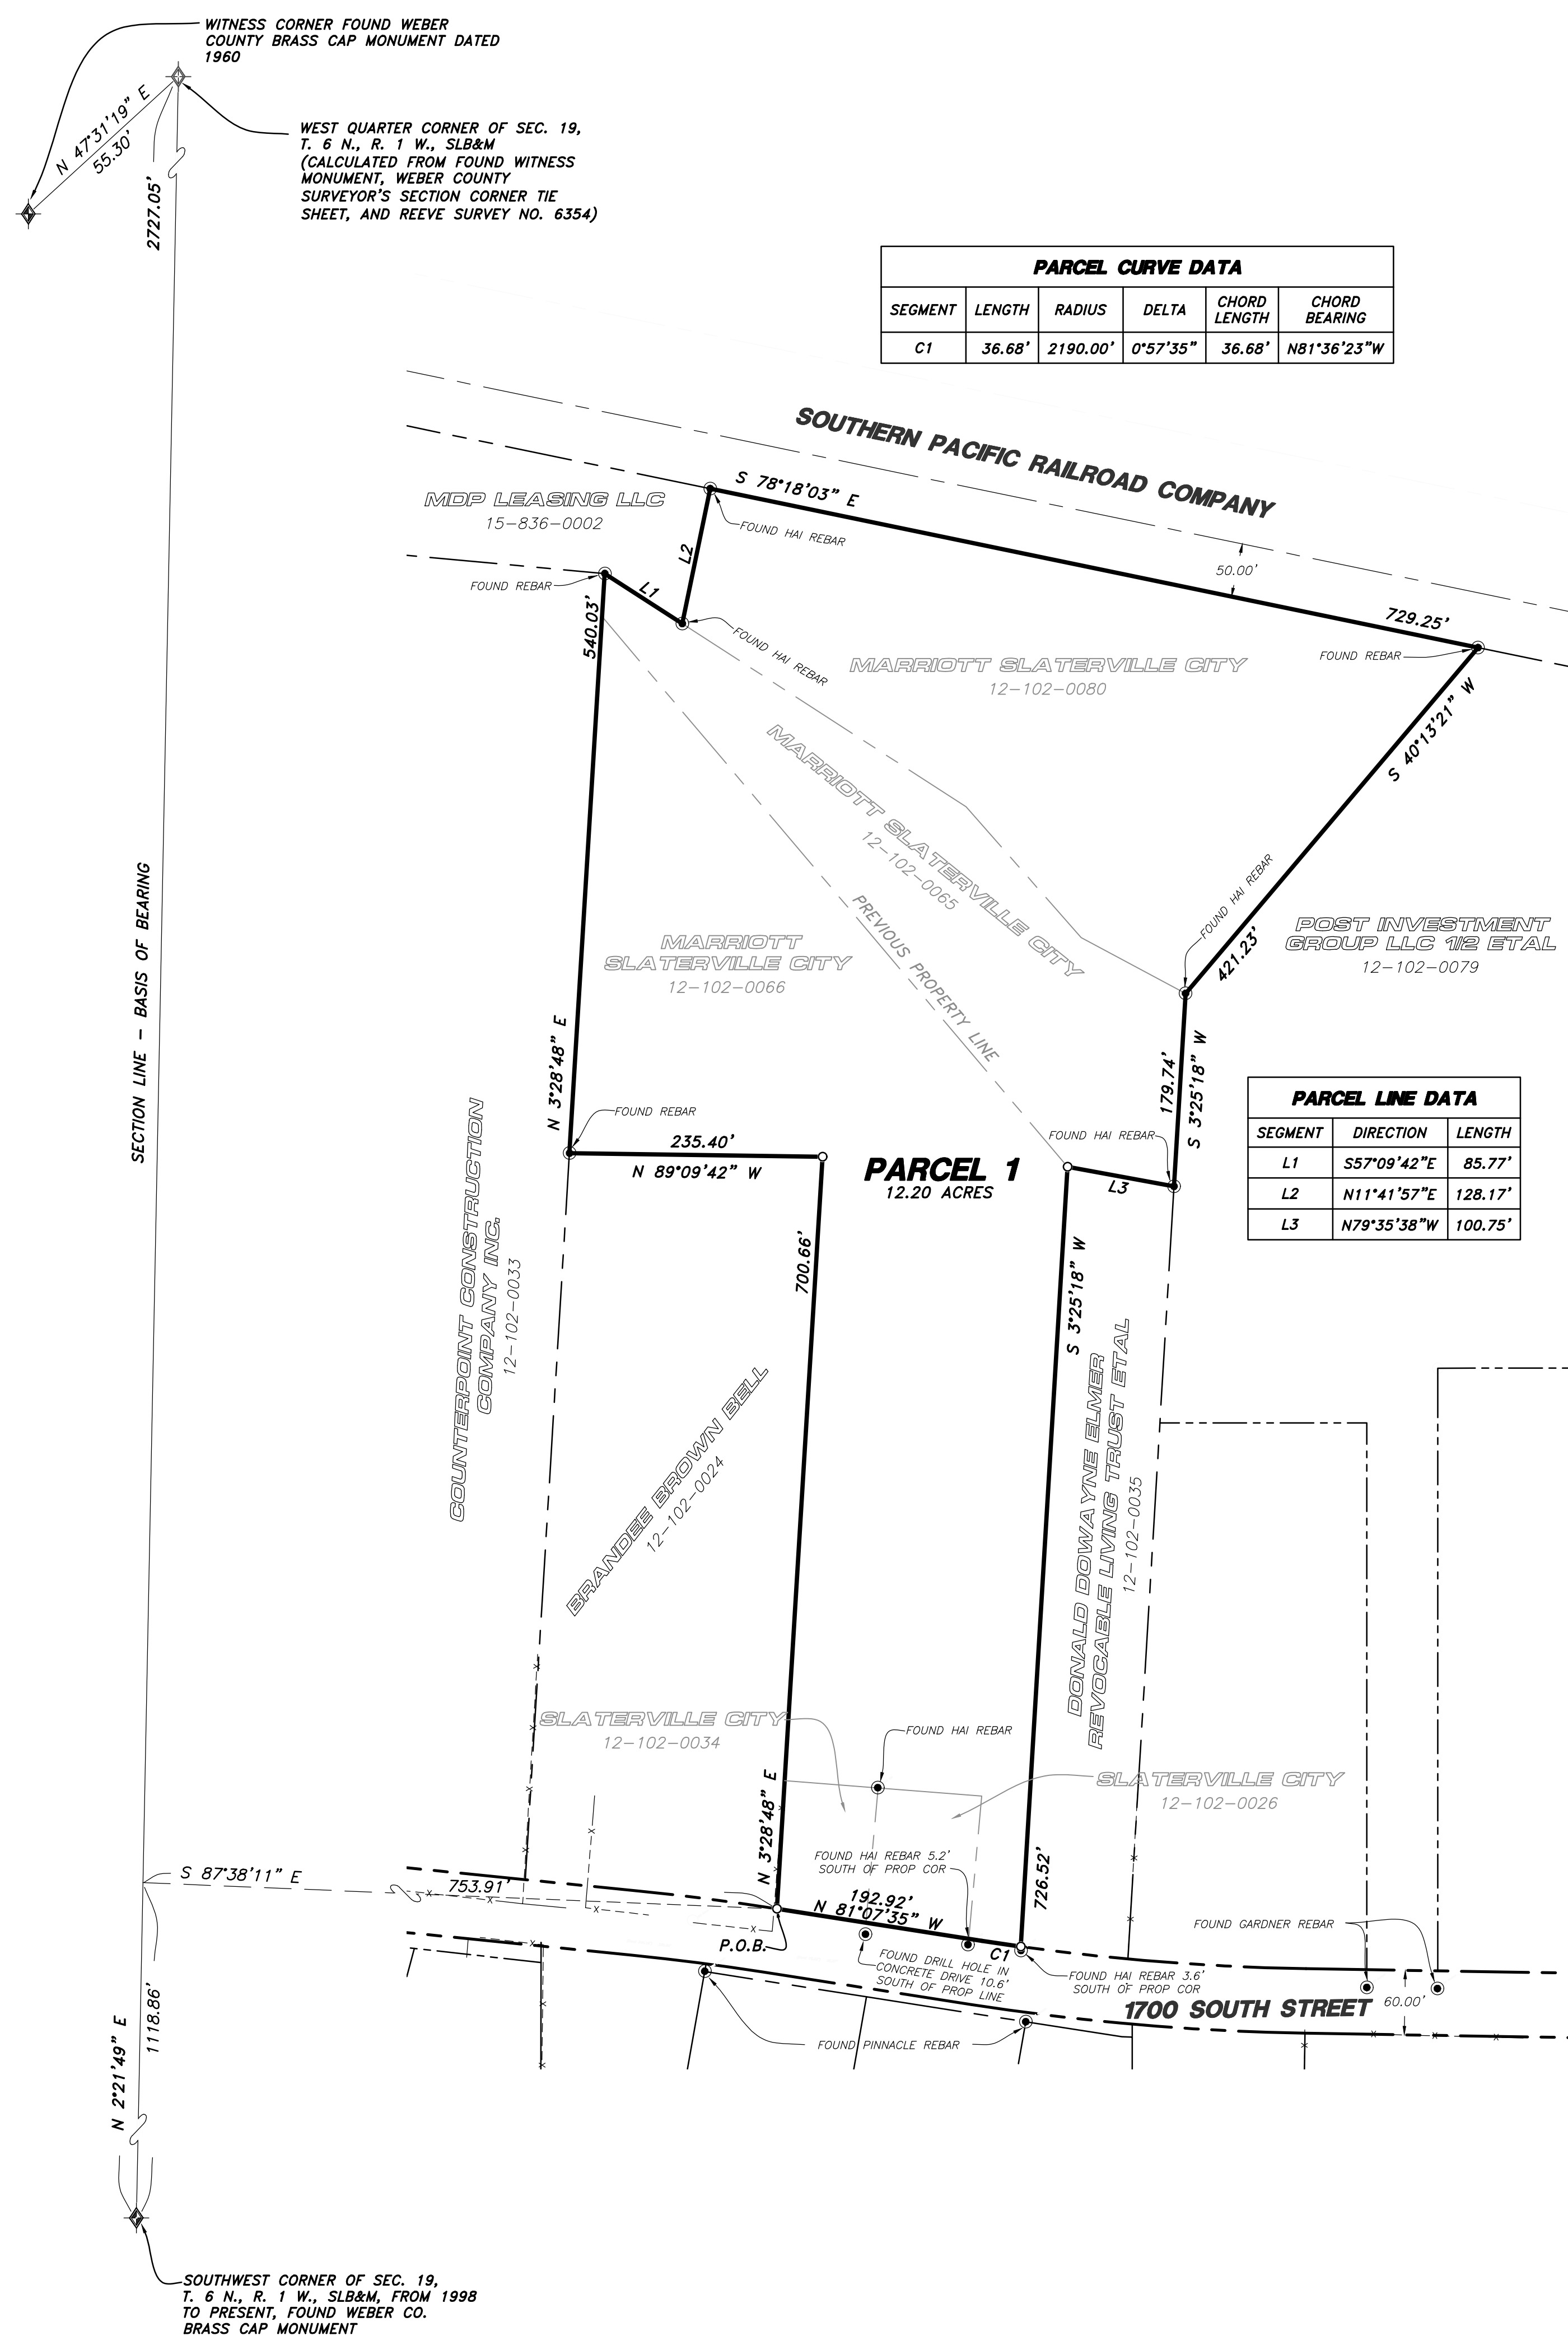 WITNESS CORNER FOUND WEBER
COUNTY BRASS CAP MONUMENT DATED
1960
N 47°31'19" E
55.30'
2727.05'
WEST QUARTER CORNER OF SEC. 19,
T. 6 N., R. 1 W., SLB&M
(CALCULATED FROM FOUND WITNESS
MONUMENT, WEBER COUNTY
SURVEYOR'S SECTION CORNER TIE
SHEET, AND REEVE SURVEY NO. 6354)
PARCEL CURVE DATA
SEGMENT LENGTH RADIUS DELTA CHORD LENGTH CHORD BEARING
C1 36.68' 2190.00' 0°57'35" 36.68' N81°36'23"W
SOUTHERN PACIFIC RAILROAD COMPANY
S 78°18'03" E
MDP LEASING LLC
15-836-0002
FOUND HAI REBAR
L2
50.00'
FOUND REBAR
L1
729.25'
540.03'
FOUND HAI REBAR
MARRIOTT SLATERVILLE CITY
12-102-0080
FOUND REBAR
S 40°13'21" W
MARRIOTT SLATERVILLE CITY
12-102-0065
SECTION LINE - BASIS OF BEARING
PREVIOUS PROPERTY LINE
FOUND HAI REBAR
421.23'
POST INVESTMENT
GROUP LLC 1/2 ETAL
12-102-0079
MARRIOTT
SLATERVILLE CITY
12-102-0066
N 3°28'48" E
179.74'
S 3°25'18" W
FOUND REBAR
235.40'
N 89°09'42" W
FOUND HAI REBAR
PARCEL 1
12.20 ACRES
L3
PARCEL LINE DATA
SEGMENT DIRECTION LENGTH
L1 S57°09'42"E 85.77'
L2 N11°41'57"E 128.17'
L3 N79°35'38"W 100.75'
700.66'
S 3°25'18" W
COUNTERPOINT CONSTRUCTION
COMPANY INC.
12-102-0033
BRANDEE BROWN BELL
12-102-0024
DONALD DOWAYNE ELMER
REVOCABLE LIVING TRUST ETAL
12-102-0035
SLATERVILLE CITY
12-102-0034
FOUND HAI REBAR
SLATERVILLE CITY
12-102-0026
N 3°28'48" E
FOUND HAI REBAR 5.2'
SOUTH OF PROP COR
726.52'
S 87°38'11" E
753.91'
192.92'
N 81°07'35" W
P.O.B.
C1
FOUND DRILL HOLE IN
CONCRETE DRIVE 10.6'
SOUTH OF PROP LINE
FOUND HAI REBAR 3.6'
SOUTH OF PROP COR
FOUND GARDNER REBAR
1700 SOUTH STREET
60.00'
FOUND PINNACLE REBAR
N 2°21'49" E
1118.86'
SOUTHWEST CORNER OF SEC. 19,
T. 6 N., R. 1 W., SLB&M, FROM 1998
TO PRESENT, FOUND WEBER CO.
BRASS CAP MONUMENT